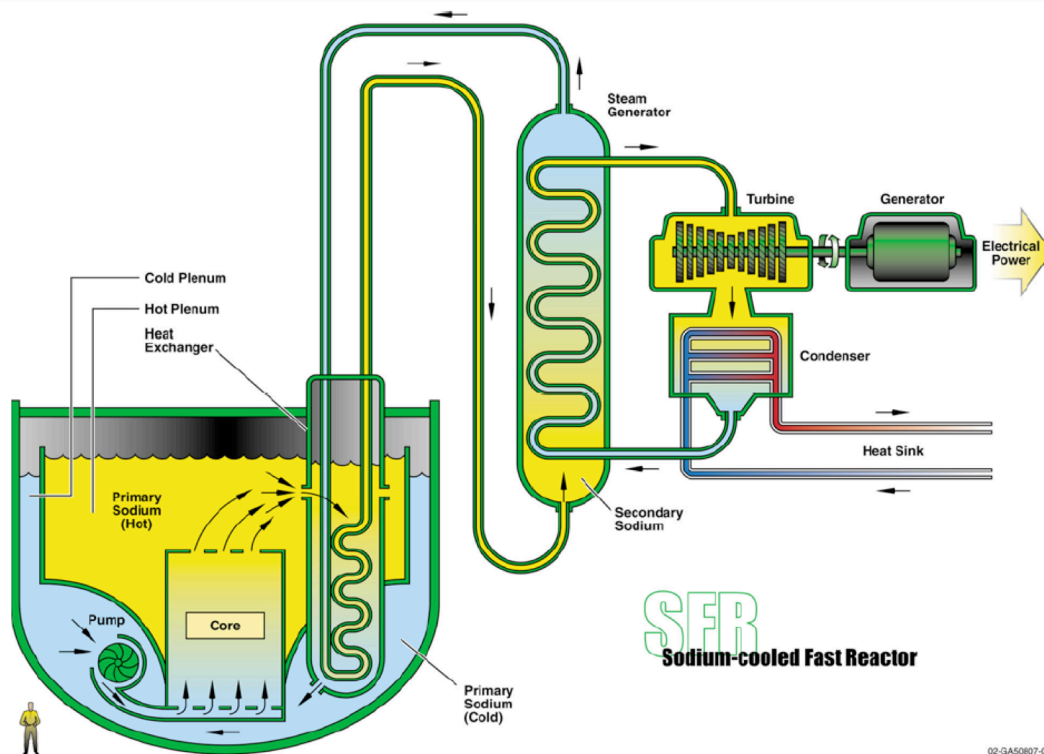 Steam
Generator
Turbine
Generator
Electrical
Power
Cold Plenum
Hot Plenum
Heat
Exchanger
Condenser
Heat Sink
Primary
Sodium
(Hot)
Secondary
Sodium
Pump
Core
SFR
Sodium-cooled Fast Reactor
Primary
Sodium
(Cold)